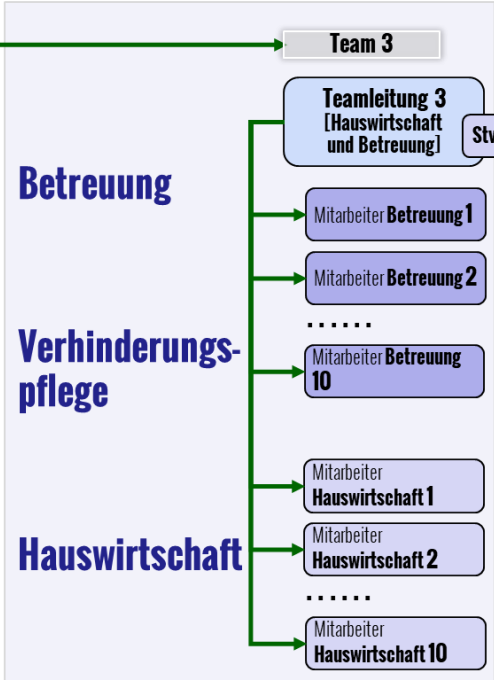 Team 3
Teamleitung 3
[Hauswirtschaft
und Betreuung]
Stv
Betreuung
Mitarbeiter Betreuung 1
Mitarbeiter Betreuung 2
......
Verhinderungs-
pflege
Mitarbeiter Betreuung
10
Mitarbeiter
Hauswirtschaft 1
Hauswirtschaft
Mitarbeiter
Hauswirtschaft 2
......
Mitarbeiter
Hauswirtschaft 10